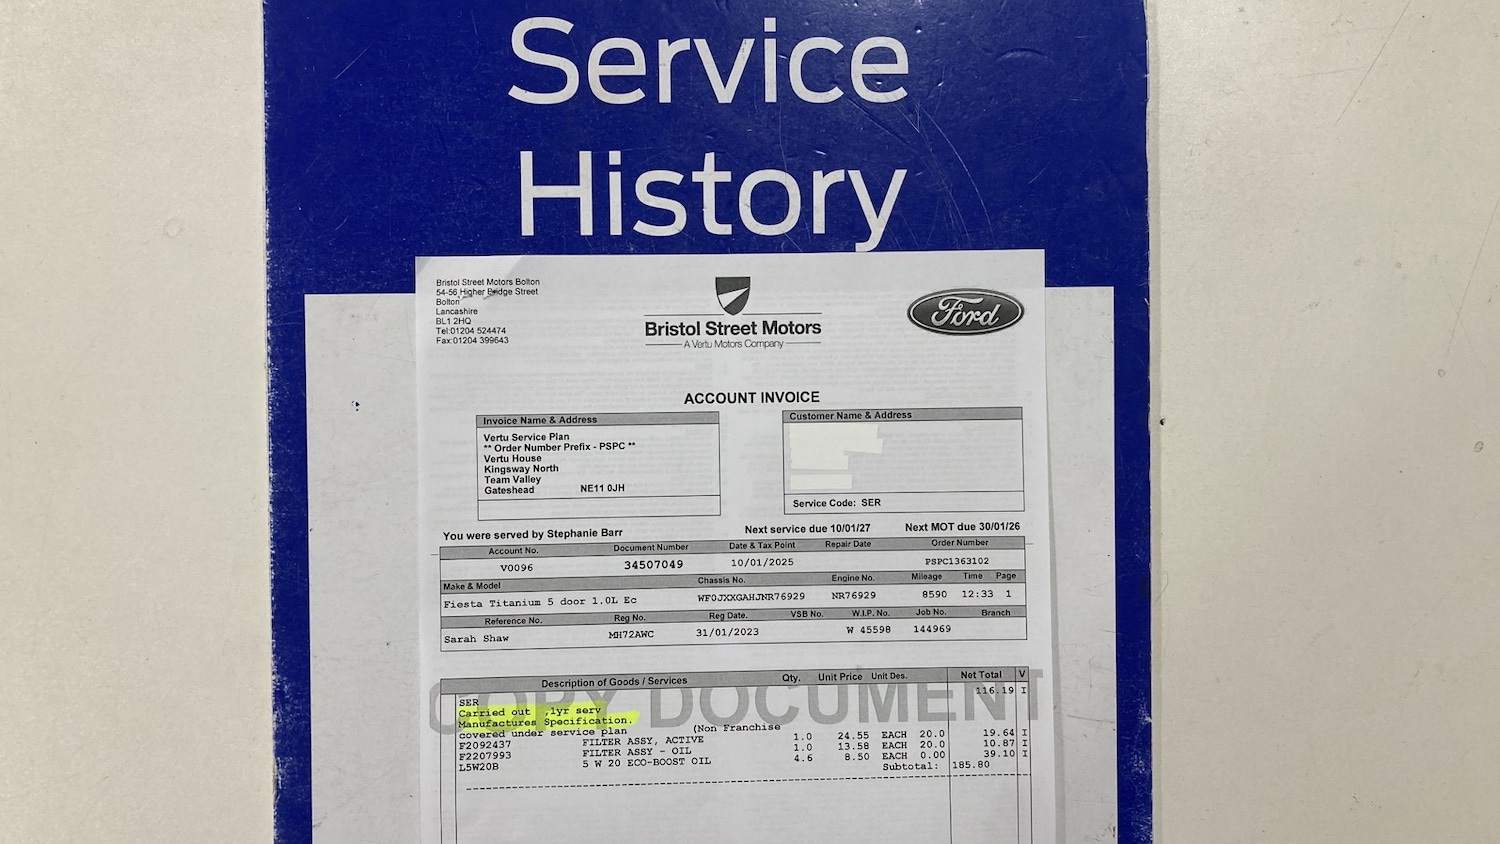 Service
History
Bristol Street Motors Bolton
54-56 Higher Bridge Street
Bolton
Lancashire
BL1 2HQ
Tel:01204 524474
Fax:01204 399643
Bristol Street Motors
A Vertu Motors Company
Ford
ACCOUNT INVOICE
Invoice Name & Address
Vertu Service Plan
** Order Number Prefix - PSPC **
Vertu House
Kingsway North
Team Valley
Gateshead NE11 0JH
Customer Name & Address
Service Code: SER
You were served by Stephanie Barr Next service due 10/01/27 Next MOT due 30/01/26
Account No. Document Number Date & Tax Point Repair Date Order Number
V0096 34507049 10/01/2025 PSPC1363102
Make & Model Chassis No. Engine No. Mileage Time Page
Fiesta Titanium 5 door 1.0L Ec WF0JXXGAHJNR76929 NR76929 8590 12:33 1
Reference No. Reg No. Reg Date. VSB No. W.I.P. No. Job No. Branch
Sarah Shaw MH72AWC 31/01/2023 W 45598 144969
Description of Goods / Services Qty. Unit Price Unit Des. Net Total V
COPY DOCUMENT
SER 116.19 I
Carried out ,1yr serv
Manufactures Specification.
covered under service plan (Non Franchise
F2092437 FILTER ASSY, ACTIVE 1.0 24.55 EACH 20.0 19.64 I
F2207993 FILTER ASSY - OIL 1.0 13.58 EACH 20.0 10.87 I
L5W20B 5 W 20 ECO-BOOST OIL 4.6 8.50 EACH 0.00 39.10 I
Subtotal: 185.80